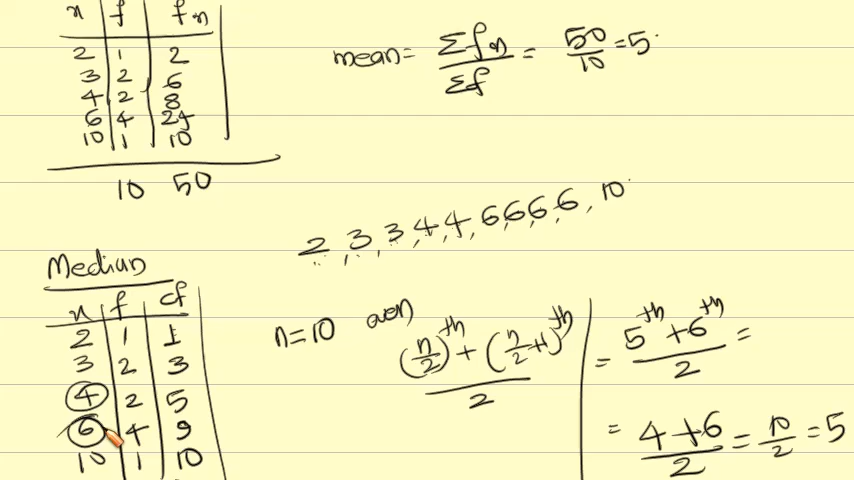 x f fx
2 1 2
3 2 6
4 2 8
6 4 24
10 1 10
10 50
mean = Σfx/Σf = 50/10 = 5
2, 3, 3, 4, 4, 6, 6, 6, 6, 10
Median
x f cf
2 1 1
3 2 3
4 2 5
6 4 9
10 1 10
n=10 even
((n/2)th + (n/2+1)th)/2
= (5th + 6th)/2 =
= (4+6)/2 = 10/2 = 5